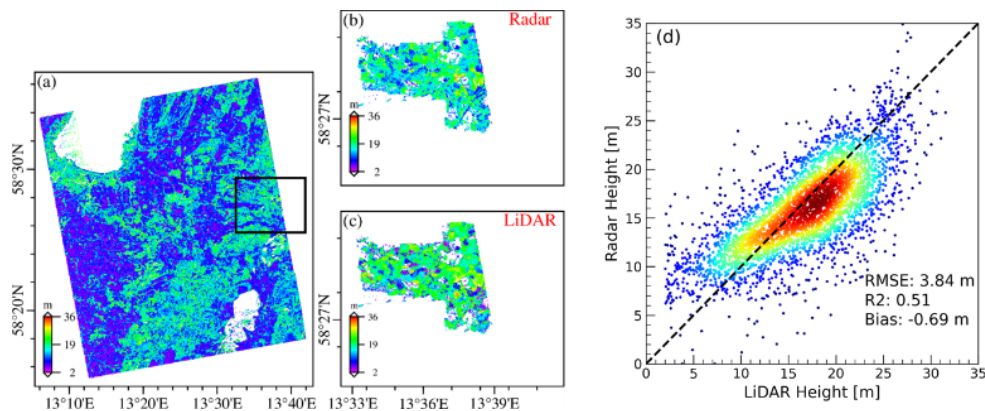 (a)
58°30'N
58°20'N
m
36
19
2
13°10'E
13°20'E
13°30'E
13°40'E
(b)
Radar
58°27'N
m
36
19
2
(c)
LiDAR
58°27'N
m
36
19
2
13°33'E
13°36'E
13°39'E
(d)
Radar Height [m]
35
30
25
20
15
10
5
0
RMSE: 3.84 m
R2: 0.51
Bias: -0.69 m
0
5
10
15
20
25
30
35
LiDAR Height [m]